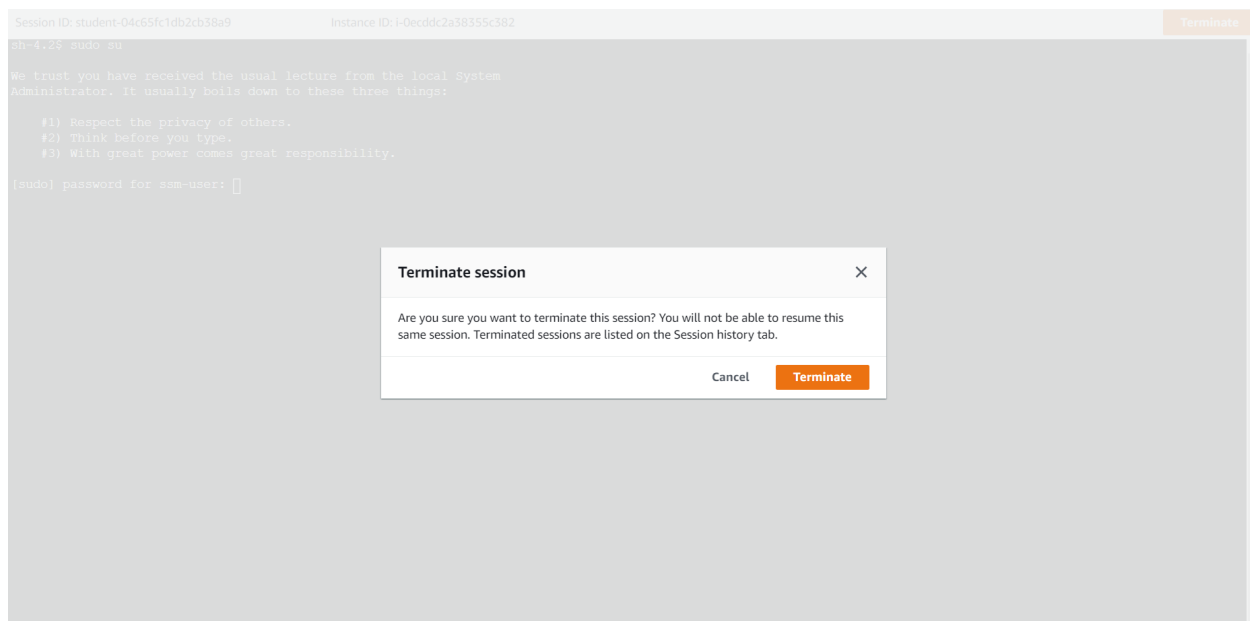 Session ID: student-04c65fc1db2cb38a9 Instance ID: i-0ecddc2a38355c382 Terminate
sh-4.2$ sudo su
We trust you have received the usual lecture from the local System
Administrator. It usually boils down to these three things:
#1) Respect the privacy of others.
#2) Think before you type.
#3) With great power comes great responsibility.
[sudo] password for ssm-user:
Terminate session
Are you sure you want to terminate this session? You will not be able to resume this
same session. Terminated sessions are listed on the Session history tab.
Cancel Terminate